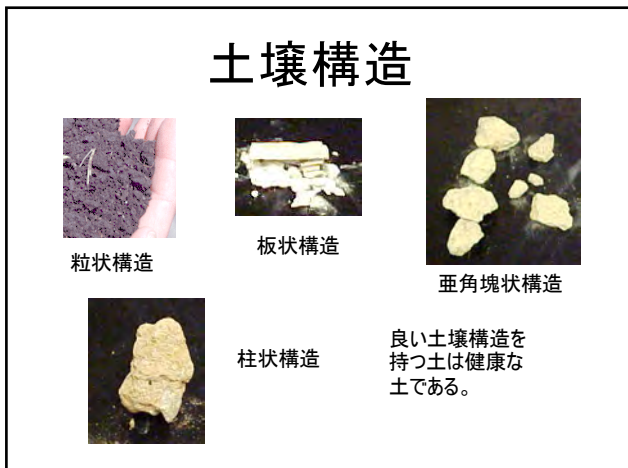 土壌構造
粒状構造
板状構造
亜角塊状構造
柱状構造
良い土壌構造を
持つ土は健康な
土である。